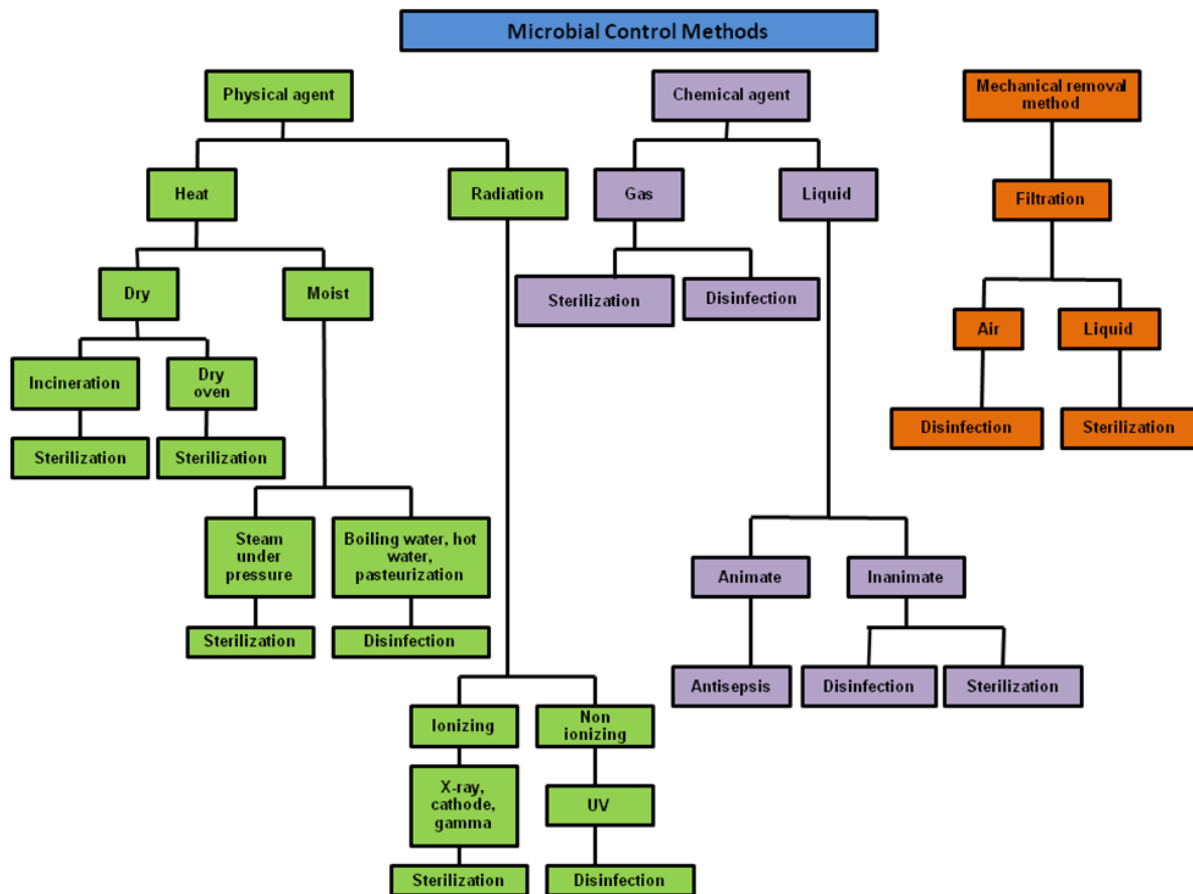 Microbial Control Methods
Physical agent
Chemical agent
Mechanical removal
method
Heat
Radiation
Gas
Liquid
Filtration
Dry
Moist
Sterilization
Disinfection
Air
Liquid
Incineration
Dry
oven
Disinfection
Sterilization
Sterilization
Sterilization
Steam
under
pressure
Boiling water, hot
water,
pasteurization
Animate
Inanimate
Sterilization
Disinfection
Antisepsis
Disinfection
Sterilization
Ionizing
Non
ionizing
X-ray,
cathode,
gamma
UV
Sterilization
Disinfection